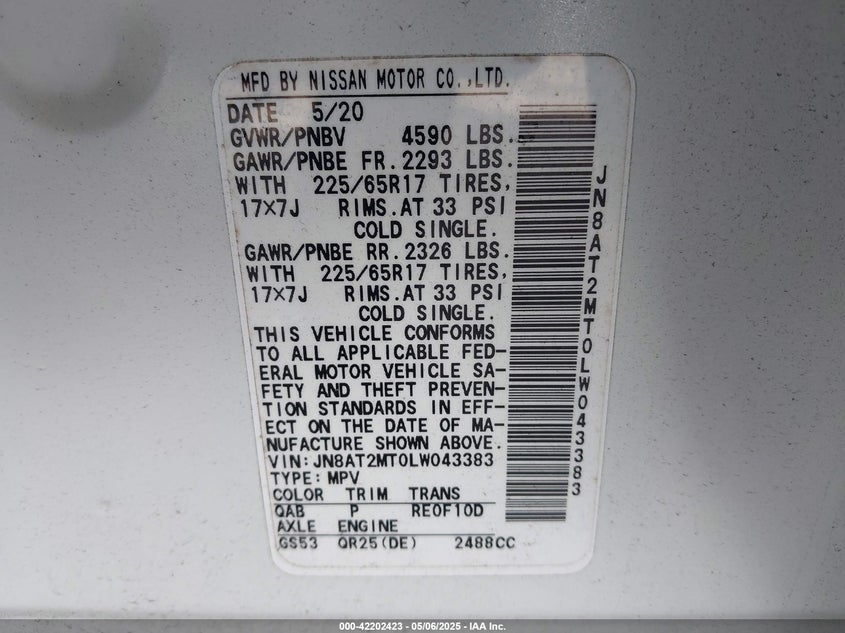 MFD BY NISSAN MOTOR CO.,LTD.
DATE 5/20
GVWR/PNBV 4590 LBS.
GAWR/PNBE FR.2293 LBS.
WITH 225/65R17 TIRES,
17×7J RIMS.AT 33 PSI
COLD SINGLE.
GAWR/PNBE RR.2326 LBS.
WITH 225/65R17 TIRES,
17×7J RIMS.AT 33 PSI
COLD SINGLE.
THIS VEHICLE CONFORMS
TO ALL APPLICABLE FED-
ERAL MOTOR VEHICLE SA-
FETY AND THEFT PREVEN-
TION STANDARDS IN EFF-
ECT ON THE DATE OF MA-
NUFACTURE SHOWN ABOVE.
VIN:JN8AT2MT0LW043383
TYPE:MPV
COLOR TRIM TRANS
QAB P RE0F10D
AXLE ENGINE
GS53 QR25(DE) 2488CC
JN8AT2MT0LW043383
000-42202423 - 05/06/2025 - IAA Inc.